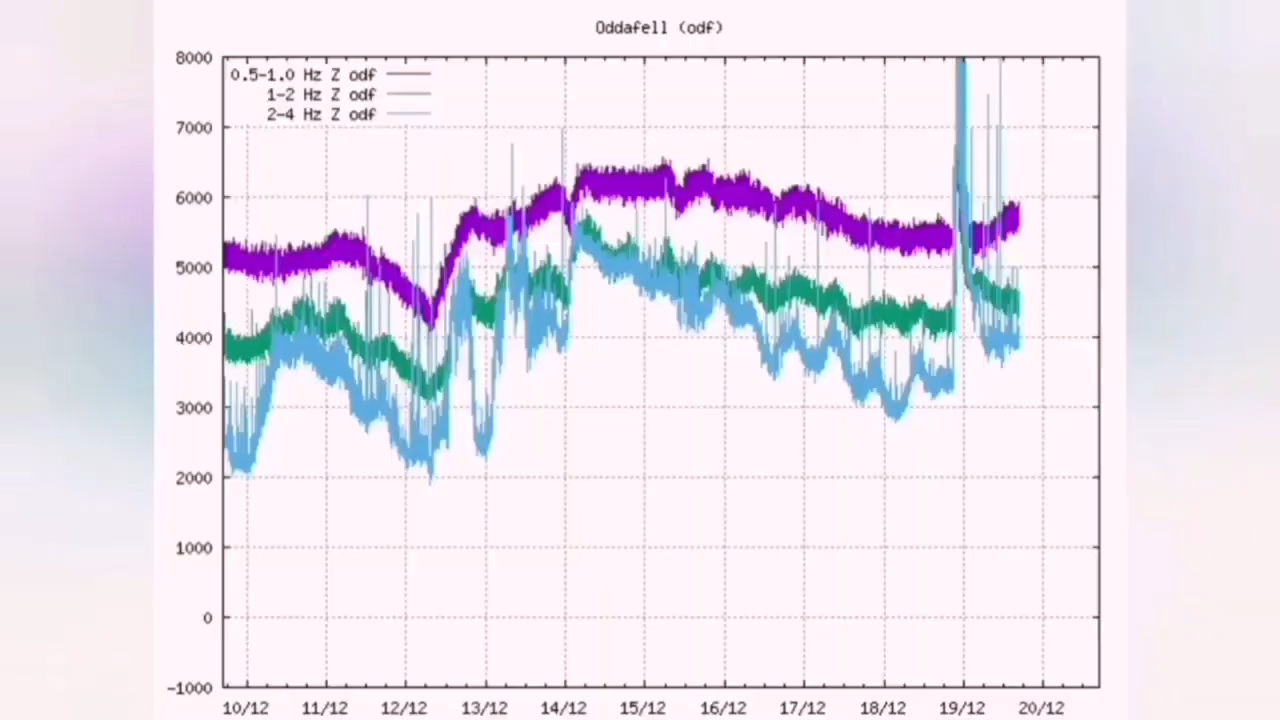 Oddafell (odf)
8000
0.5-1.0 Hz Z odf
1-2 Hz Z odf
2-4 Hz Z odf
7000
6000
5000
4000
3000
2000
1000
0
-1000
10/12 11/12 12/12 13/12 14/12 15/12 16/12 17/12 18/12 19/12 20/12